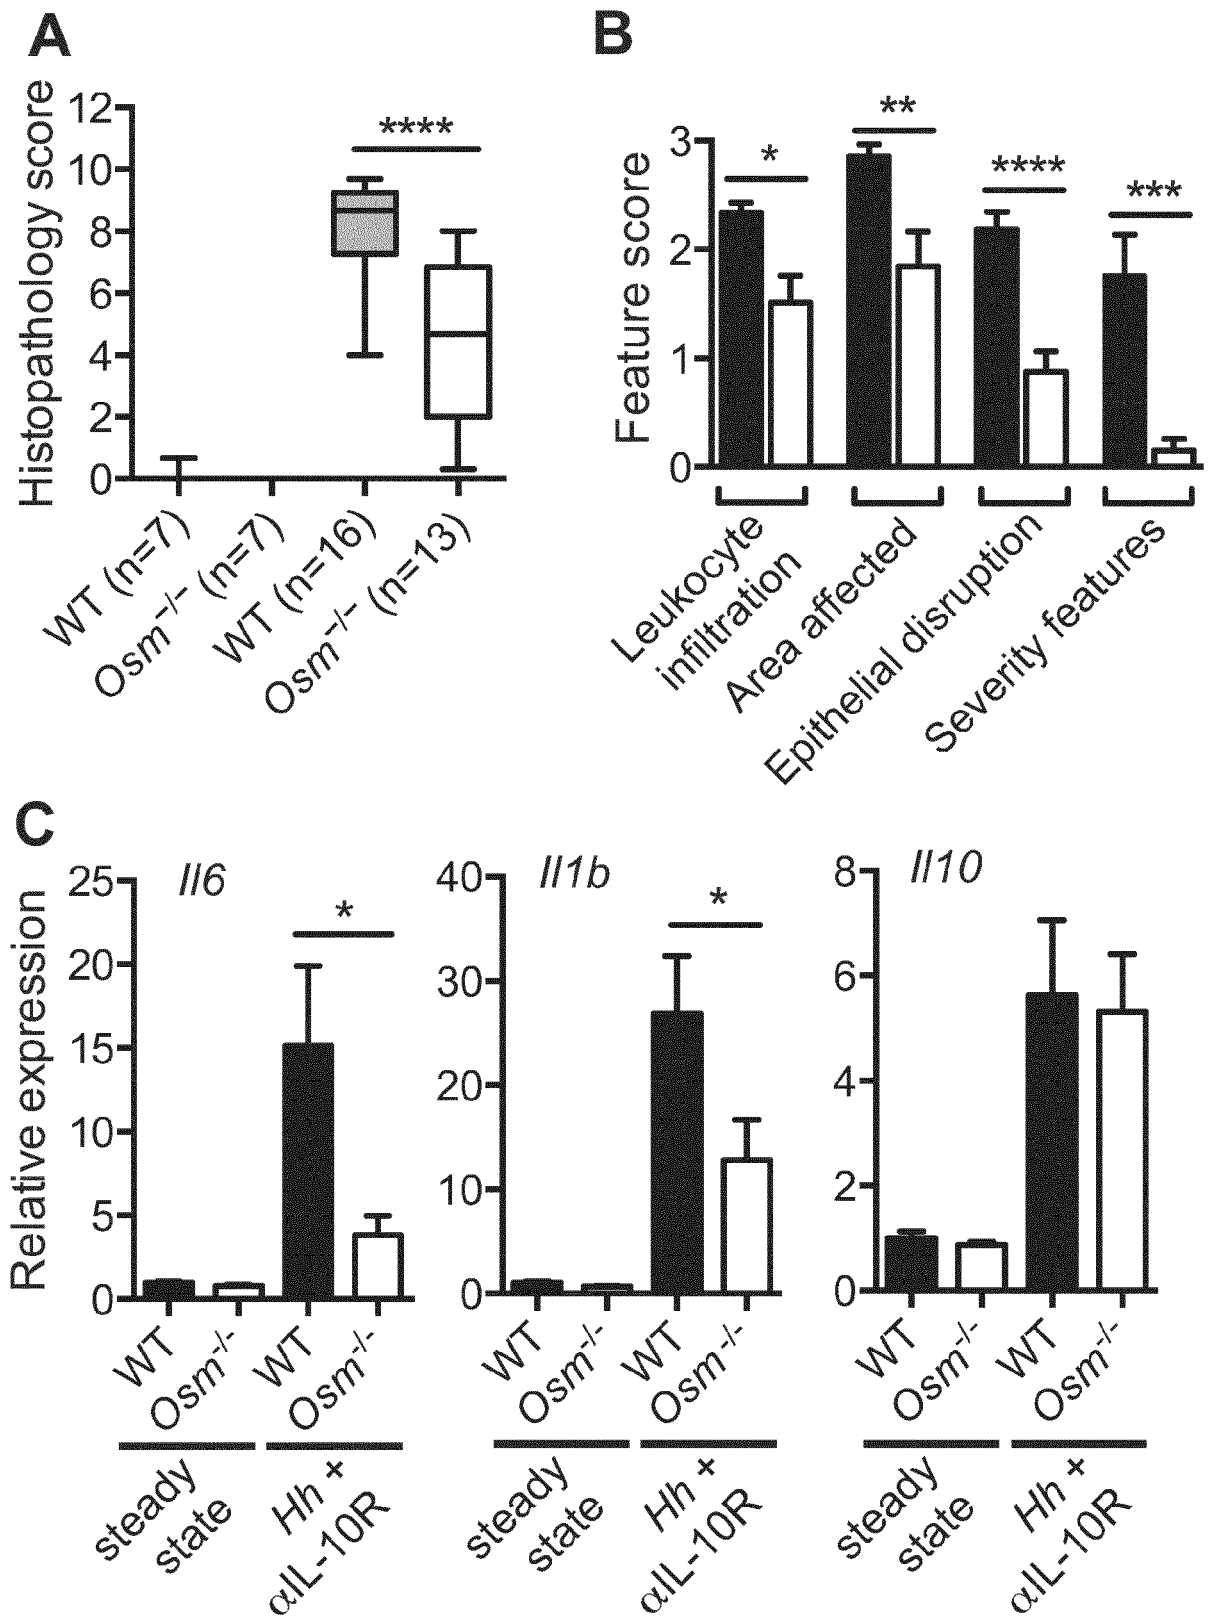 A
Histopathology score
12
10
8
6
4
2
0
****
WT (n=7)
Osm⁻/⁻ (n=7)
WT (n=16)
Osm⁻/⁻ (n=13)
B
Feature score
3
2
1
0
*
**
****
***
Leukocyte
infiltration
Area affected
Epithelial disruption
Severity features
C
Relative expression
Il6
25
20
15
10
5
0
*
WT
Osm-/-
WT
Osm-/-
steady
state
Hh +
αIL-10R
Il1b
40
30
20
10
0
*
WT
Osm-/-
WT
Osm-/-
steady
state
Hh +
αIL-10R
Il10
8
6
4
2
0
WT
Osm-/-
WT
Osm-/-
steady
state
Hh +
αIL-10R